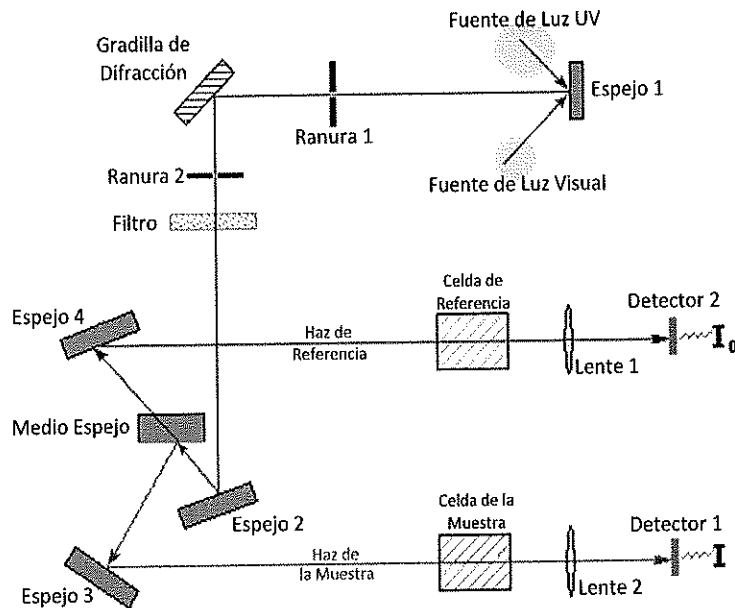 Fuente de Luz UV
Gradilla de
Difracción
Espejo 1
Ranura 1
Ranura 2
Fuente de Luz Visual
Filtro
Celda de
Referencia
Detector 2
Espejo 4
Haz de
Referencia
I0
Lente 1
Medio Espejo
Espejo 2
Celda de la
Muestra
Detector 1
Haz de
la Muestra
I
Espejo 3
Lente 2